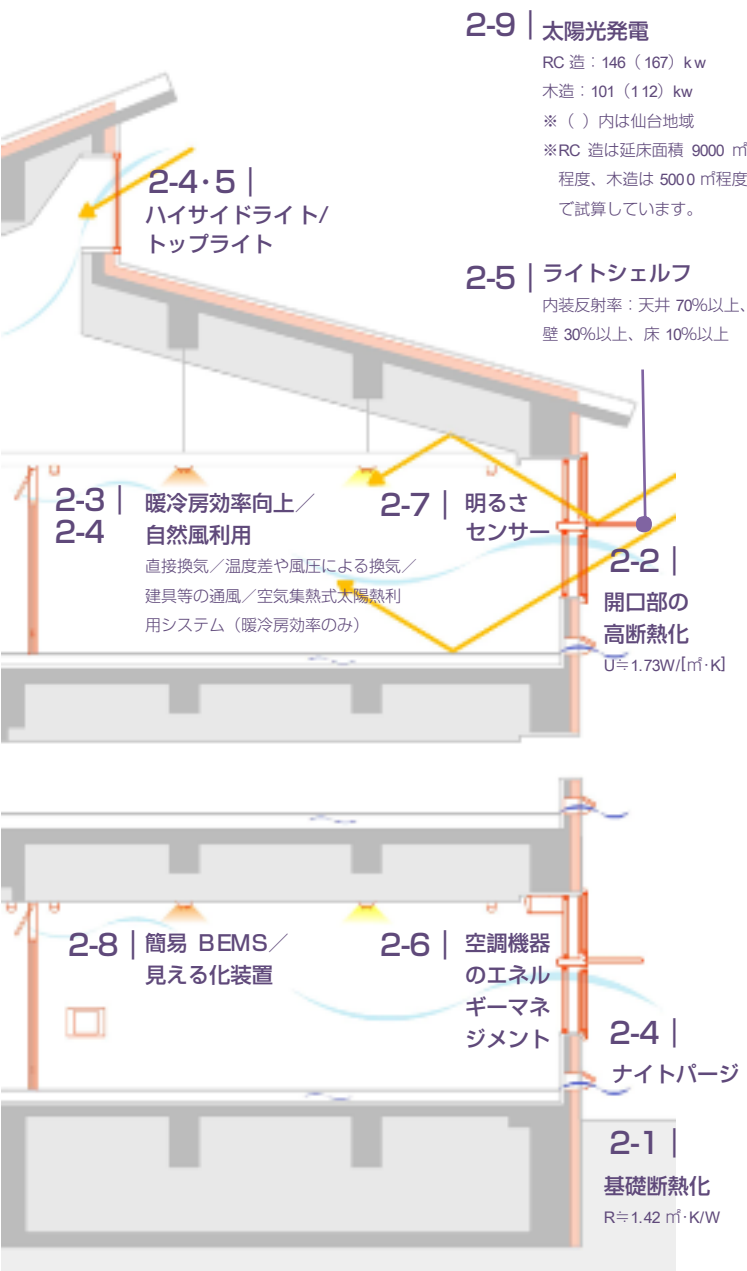 2-9 | 太陽光発電
RC 造：146（167）kw
木造：101（112）kw
※（ ）内は仙台地域
※RC 造は延床面積 9000 ㎡
程度、木造は 5000 ㎡程度
で試算しています。
2-4・5 |
ハイサイドライト/
トップライト
2-5 | ライトシェルフ
内装反射率：天井 70%以上、
壁 30%以上、床 10%以上
2-3 | 暖冷房効率向上／
2-4 自然風利用
直接換気／温度差や風圧による換気／
建具等の通風／空気集熱式太陽熱利
用システム（暖冷房効率のみ）
2-7 | 明るさ
センサー
2-2 |
開口部の
高断熱化
U≒1.73W/[㎡·K]
2-8 | 簡易 BEMS／
見える化装置
2-6 | 空調機器
のエネル
ギーマネ
ジメント
2-4 |
ナイトパージ
2-1 |
基礎断熱化
R≒1.42 ㎡·K/W